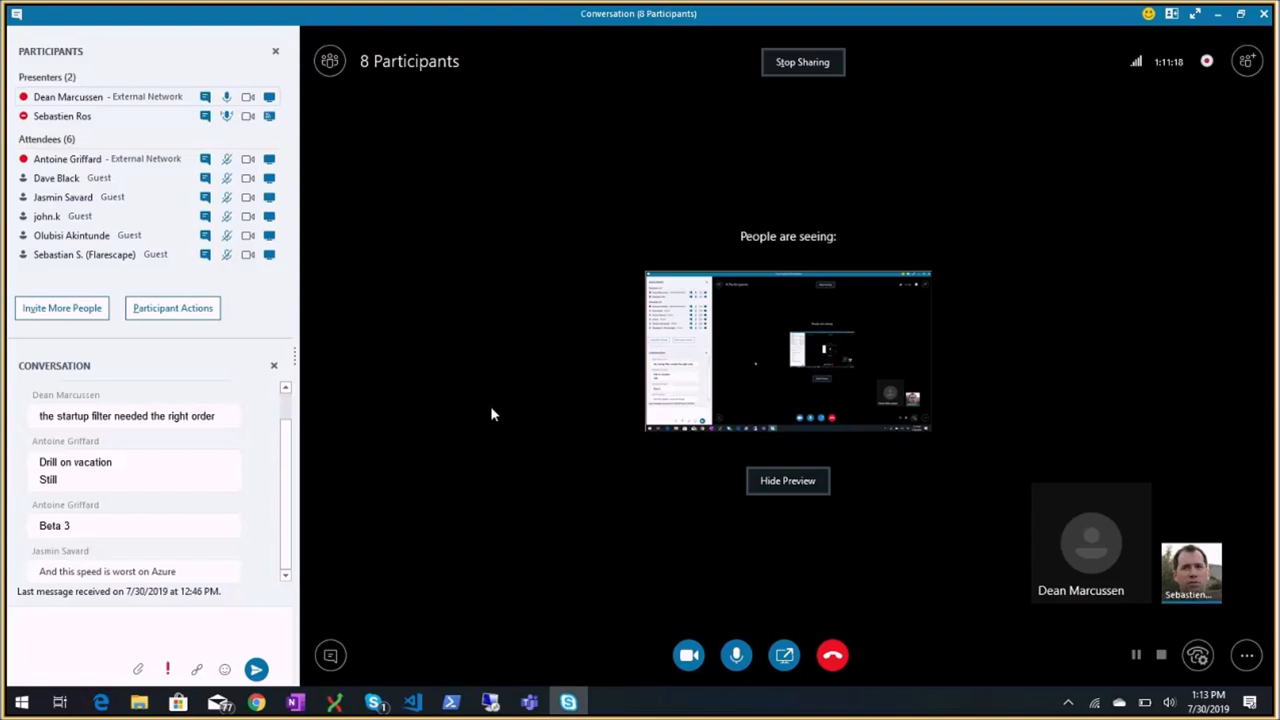 Conversation (8 Participants)
PARTICIPANTS
Presenters (2)
Dean Marcussen - External Network
Sebastien Ros
Attendees (6)
Antoine Griffard - External Network
Dave Black Guest
Jasmin Savard Guest
john.k Guest
Olubisi Akintunde Guest
Sebastian S. (Flarescape) Guest
Invite More People
Participant Actions
CONVERSATION
Dean Marcussen
the startup filter needed the right order
Antoine Griffard
Drill on vacation
Still
Antoine Griffard
Beta 3
Jasmin Savard
And this speed is worst on Azure
Last message received on 7/30/2019 at 12:46 PM.
8 Participants
Stop Sharing
1:11:18
People are seeing:
Hide Preview
Dean Marcussen
Sebastien...
1:13 PM
7/30/2019